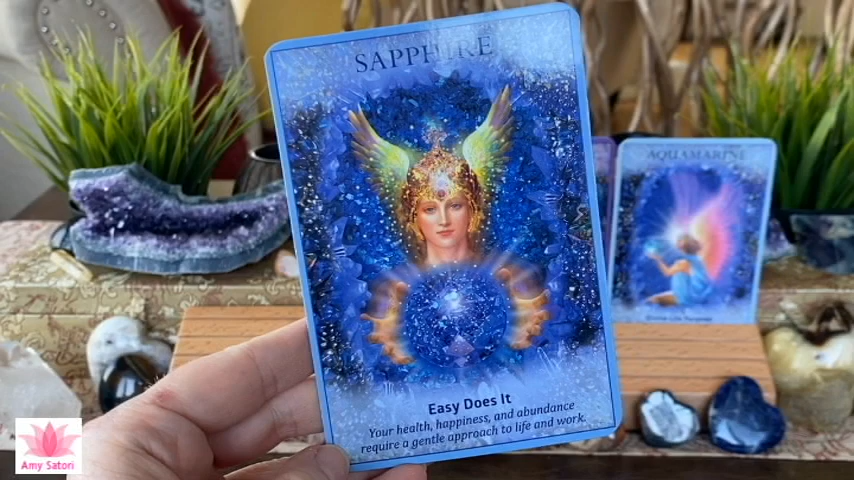 SAPPHIRE
Easy Does It
Your health, happiness, and abundance
require a gentle approach to life and work.
AQUAMARINE
Amy Satori